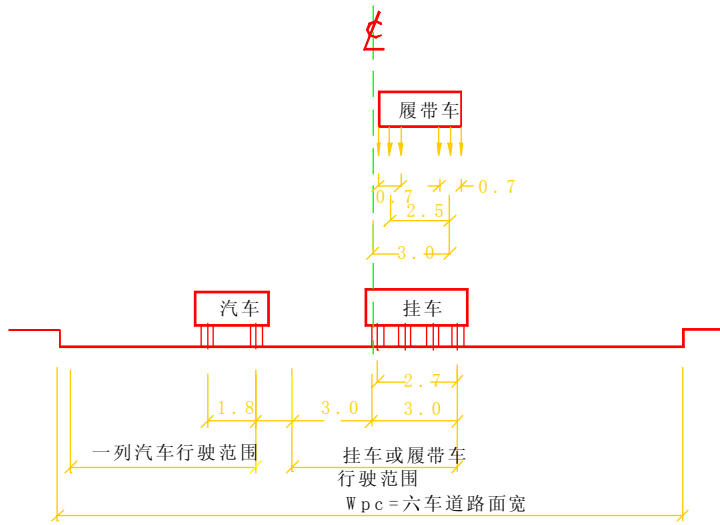 ℄
履带车
0.7
0.7
2.5
3.0
汽车
挂车
2.7
1.8
3.0
3.0
一列汽车行驶范围
挂车或履带车
行驶范围
Wpc=六车道路面宽